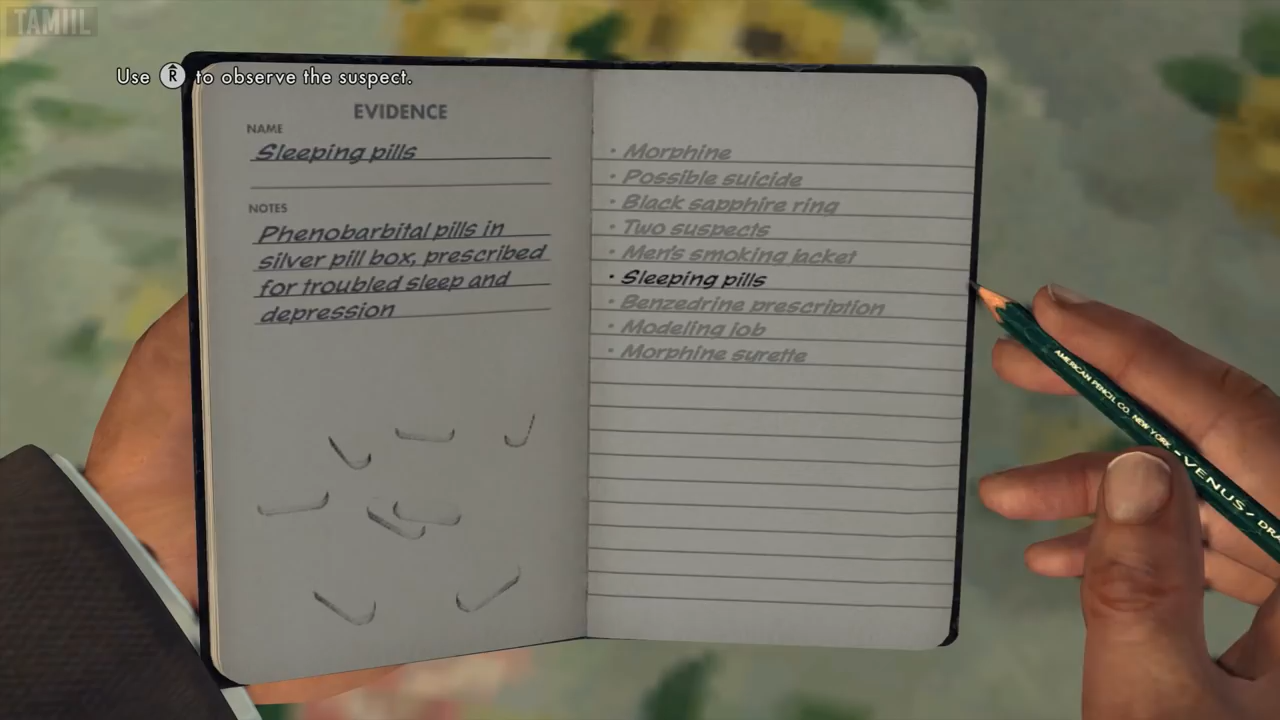 TAMIIL
Use R to observe the suspect.
EVIDENCE
NAME
Sleeping pills
NOTES
Phenobarbital pills in
silver pill box, prescribed
for troubled sleep and
depression
• Morphine
• Possible suicide
• Black sapphire ring
• Two suspects
• Men's smoking jacket
• Sleeping pills
• Benzedrine prescription
• Modeling job
• Morphine surette
AMERICAN PENCIL CO. NEW YORK
VENUS / DRA